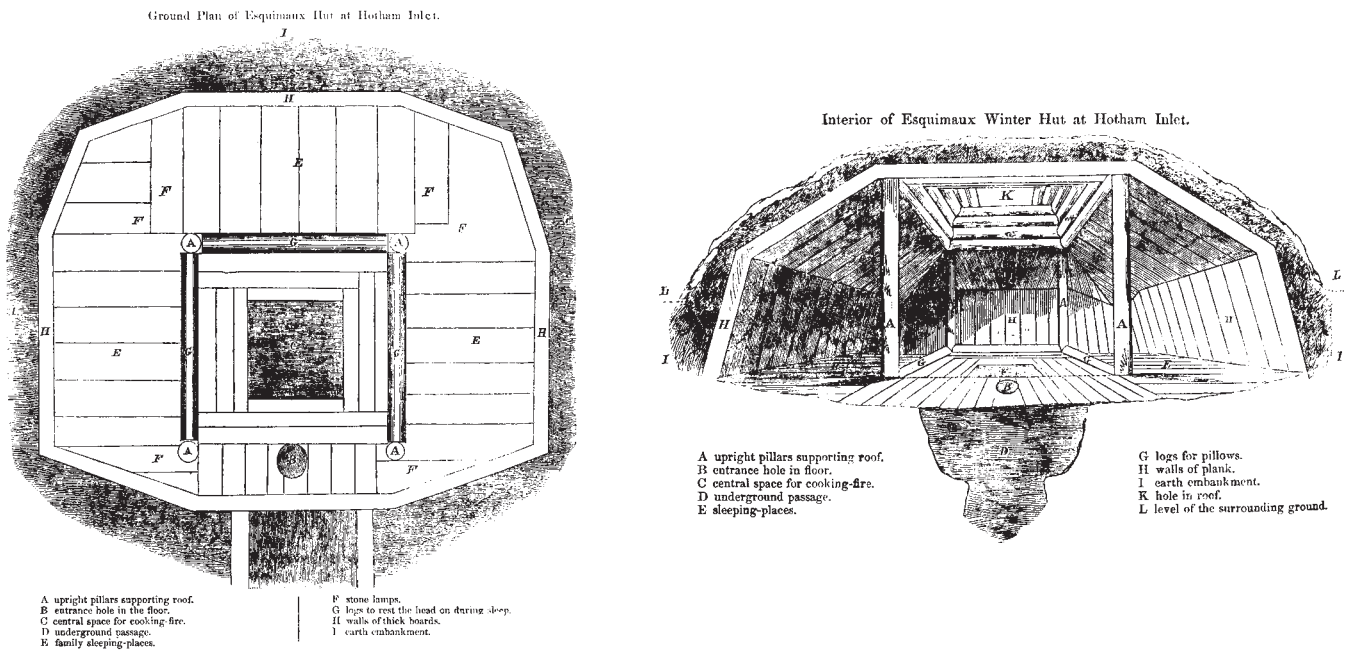 Ground Plan of Esquimaux Hut at Hotham Inlet.
I
H
E
F
F
F
F
A
G
A
H
E
G
G
E
H
A
A
F
F
A upright pillars supporting roof.
B entrance hole in the floor.
C central space for cooking-fire.
D underground passage.
E family sleeping-places.
F stone lamps.
G logs to rest the head on during sleep.
H walls of thick boards.
I earth embankment.
Interior of Esquimaux Winter Hut at Hotham Inlet.
K
L
L
H
A
H
A
A
H
I
I
G
G
E
B
D
A upright pillars supporting roof.
B entrance hole in floor.
C central space for cooking-fire.
D underground passage.
E sleeping-places.
G logs for pillows.
H walls of plank.
I earth embankment.
K hole in roof.
L level of the surrounding ground.